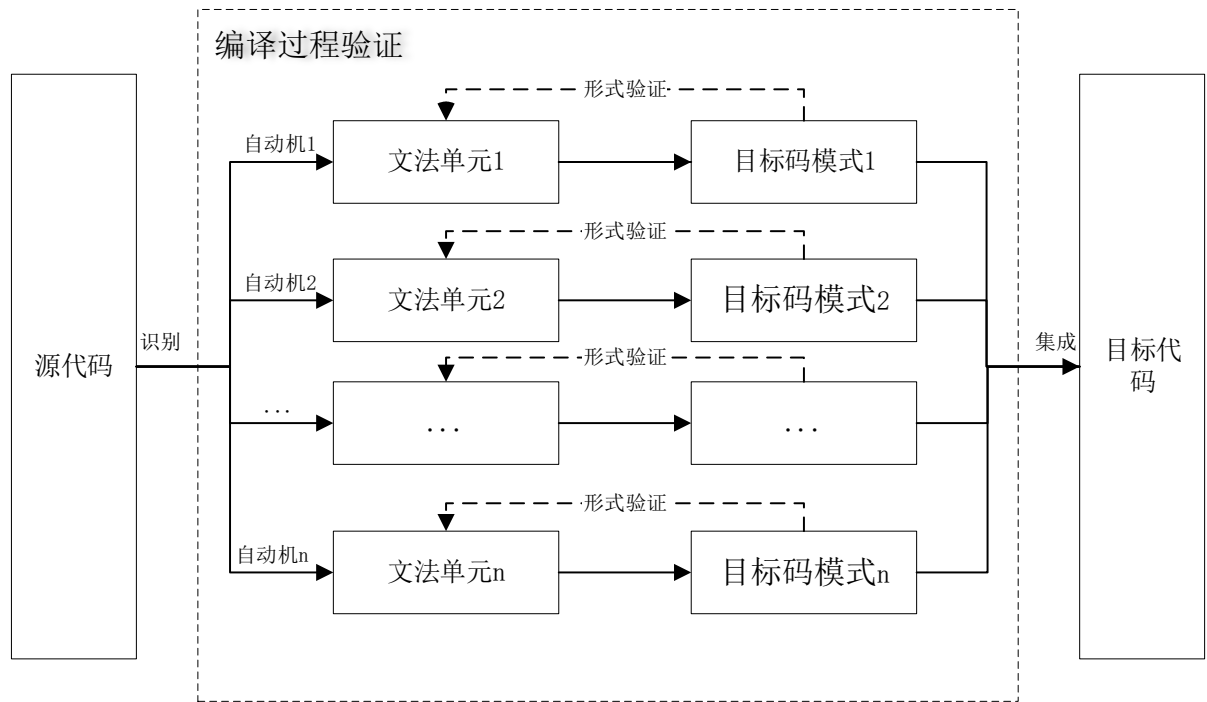 编译过程验证
形式验证
自动机1
文法单元1
目标码模式1
形式验证
自动机2
文法单元2
目标码模式2
源代码
识别
形式验证
集成
目标代
码
...
...
...
形式验证
自动机n
文法单元n
目标码模式n